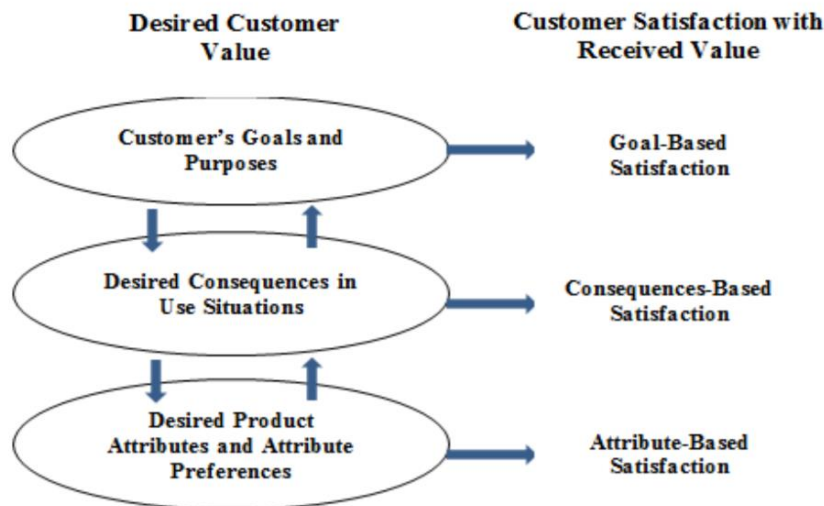 Desired Customer
Value
Customer Satisfaction with
Received Value
Customer's Goals and
Purposes
Goal-Based
Satisfaction
Desired Consequences in
Use Situations
Consequences-Based
Satisfaction
Desired Product
Attributes and Attribute
Preferences
Attribute-Based
Satisfaction